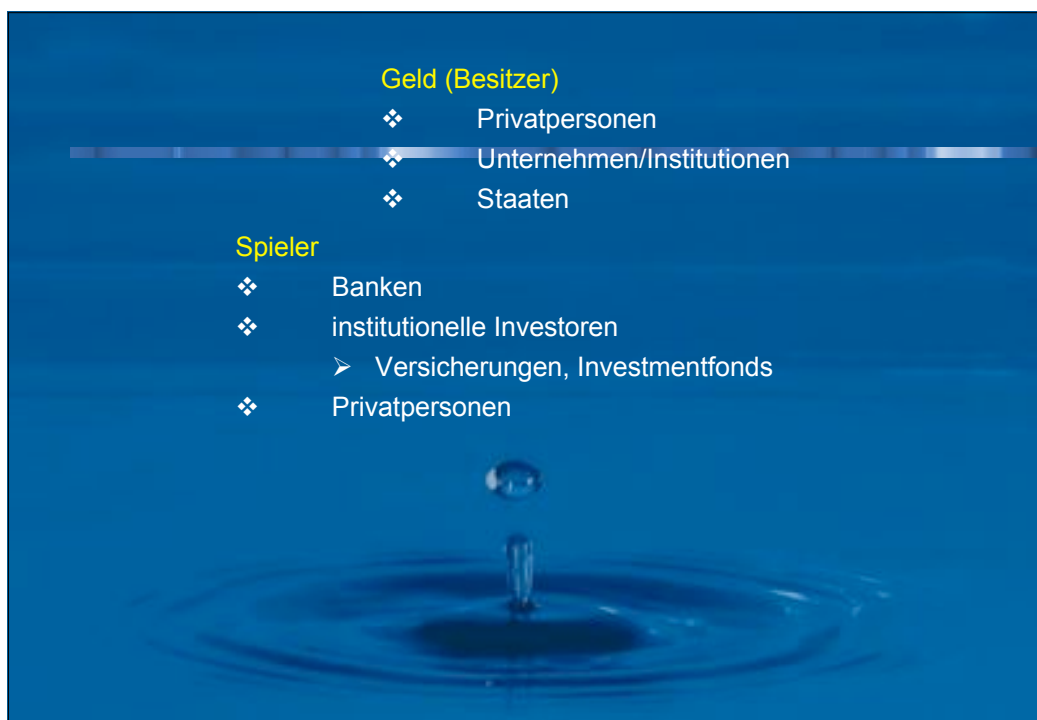 Geld (Besitzer)
❖ Privatpersonen
❖ Unternehmen/Institutionen
❖ Staaten
Spieler
❖ Banken
❖ institutionelle Investoren
➢ Versicherungen, Investmentfonds
❖ Privatpersonen